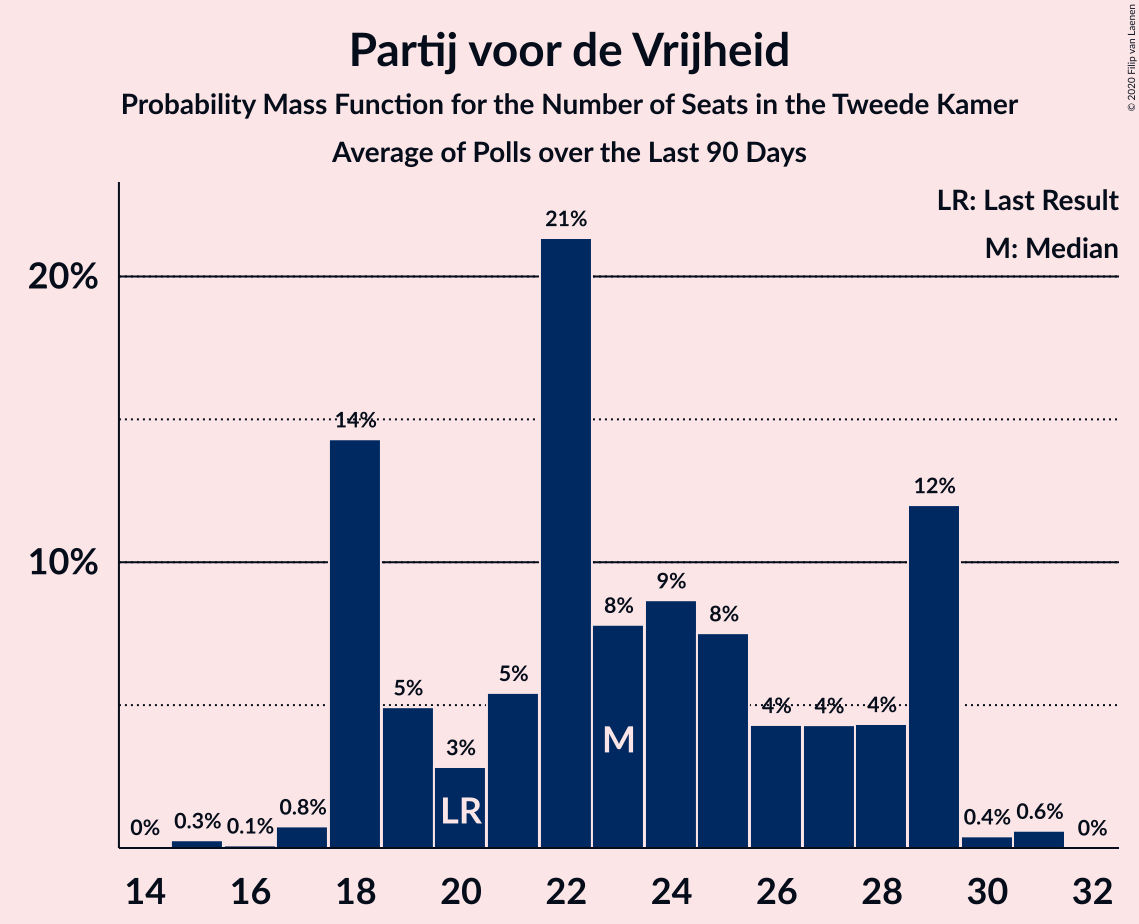 Partij voor de Vrijheid
Probability Mass Function for the Number of Seats in the Tweede Kamer
Average of Polls over the Last 90 Days
© 2020 Filip van Laenen
LR: Last Result
M: Median
20%
10%
0%
0.3%
0.1%
0.8%
14%
5%
3%
5%
21%
8%
9%
8%
4%
4%
4%
12%
0.4%
0.6%
0%
LR
M
14 16 18 20 22 24 26 28 30 32